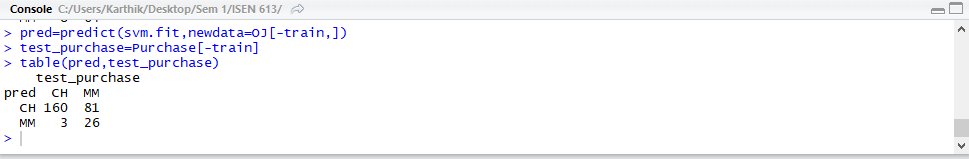 Console C:/Users/Karthik/Desktop/Sem 1/ISEN 613/
> pred=predict(svm.fit,newdata=OJ[-train,])
> test_purchase=Purchase[-train]
> table(pred,test_purchase)
    test_purchase
pred  CH  MM
  CH 160  81
  MM   3  26
>